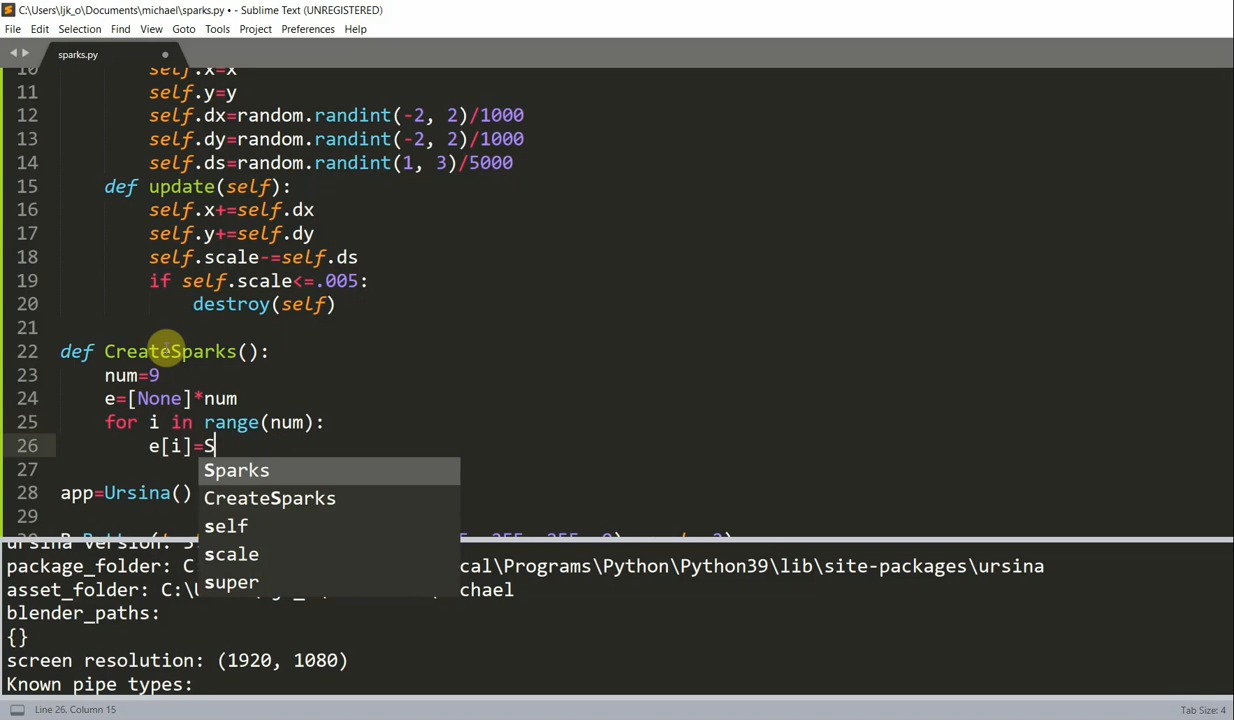 C:\Users\ljk_o\Documents\michael\sparks.py • - Sublime Text (UNREGISTERED)
File Edit Selection Find View Goto Tools Project Preferences Help
sparks.py
10 self.x=x
11 self.y=y
12 self.dx=random.randint(-2, 2)/1000
13 self.dy=random.randint(-2, 2)/1000
14 self.ds=random.randint(1, 3)/5000
15 def update(self):
16 self.x+=self.dx
17 self.y+=self.dy
18 self.scale-=self.ds
19 if self.scale<=.005:
20 destroy(self)
21
22 def CreateSparks():
23 num=9
24 e=[None]*num
25 for i in range(num):
26 e[i]=S
27 Sparks
28 app=Ursina() CreateSparks
29
self
scale
super
package_folder: C cal\Programs\Python\Python39\lib\site-packages\ursina
asset_folder: C:\ chael
blender_paths:
{}
screen resolution: (1920, 1080)
Known pipe types:
Line 26, Column 15 Tab Size: 4